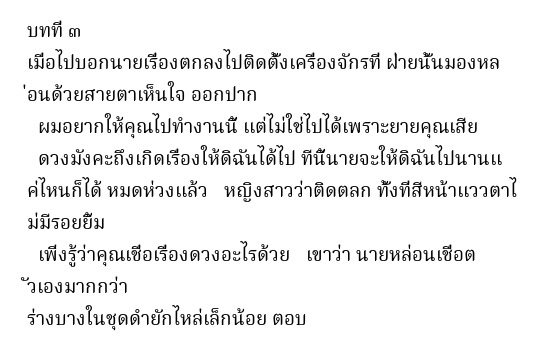 บทที่ ๓
เมื่อไปบอกนายเรื่องตกลงไปติดตั้งเครื่องจักรที่ ฝ่ายนั้นมองหล
่อนด้วยสายตาเห็นใจ ออกปาก
ผมอยากให้คุณไปทำงานนี้ แต่ไม่ใช่ไปได้เพราะยายคุณเสีย
ดวงมังคะถึงเกิดเรื่องให้ดิฉันได้ไป ทีนี้นายจะให้ดิฉันไปนานแ
ค่ไหนก็ได้ หมดห่วงแล้ว หญิงสาวว่าติดตลก ทั้งที่สีหน้าแววตาไ
ม่มีรอยยิ้ม
เพิ่งรู้ว่าคุณเชื่อเรื่องดวงอะไรด้วย เขาว่า นายหล่อนเชื่อต
ัวเองมากกว่า
ร่างบางในชุดดำยักไหล่เล็กน้อย ตอบ